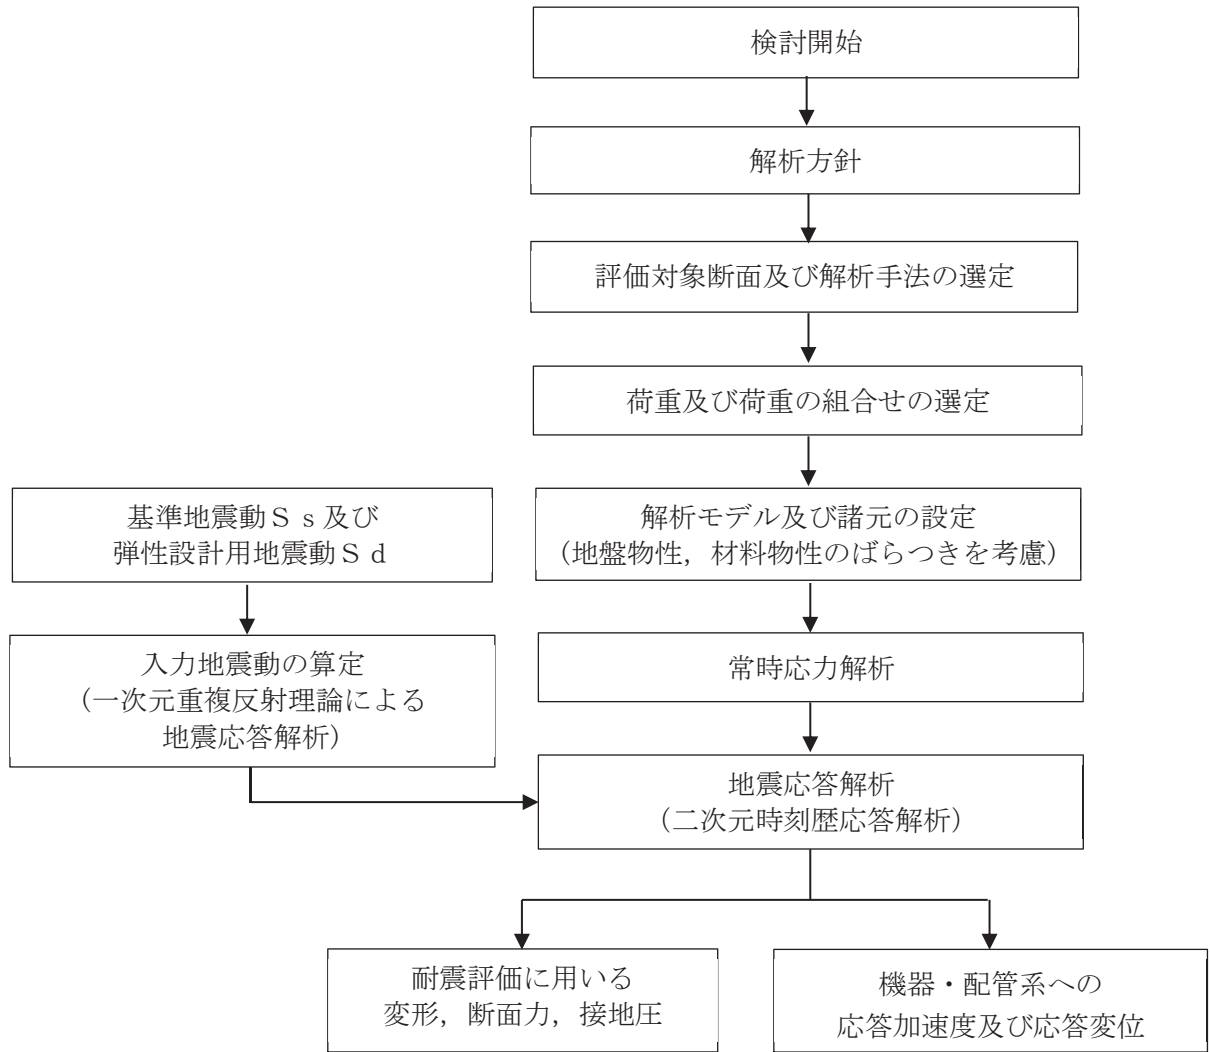 検討開始
解析方針
評価対象断面及び解析手法の選定
荷重及び荷重の組合せの選定
基準地震動Ｓｓ及び
弾性設計用地震動Ｓｄ
解析モデル及び諸元の設定
（地盤物性，材料物性のばらつきを考慮）
入力地震動の算定
（一次元重複反射理論による
地震応答解析）
常時応力解析
地震応答解析
（二次元時刻歴応答解析）
耐震評価に用いる
変形，断面力，接地圧
機器・配管系への
応答加速度及び応答変位